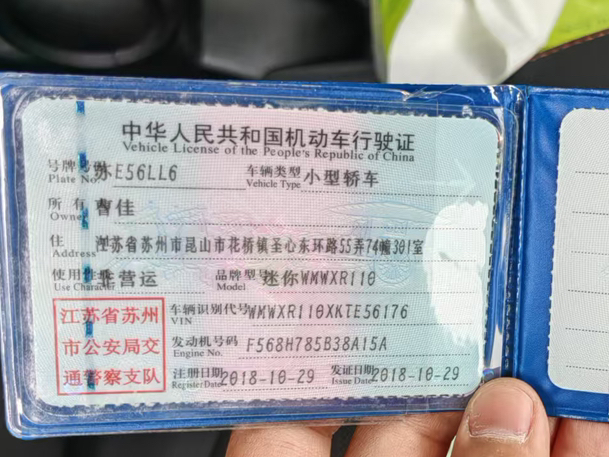 中华人民共和国机动车行驶证
Vehicle License of the People's Republic of China
号牌号码 苏E56LL6 车辆类型 小型轿车
Plate No. Vehicle Type
所有 曹佳
Owner
住 江苏省苏州市昆山市花桥镇圣心东环路55弄74幢301室
Address
使用性 非营运 品牌型号 迷你WMWXR110
Use Character Model
江苏省苏州
市公安局交
通警察支队
车辆识别代号 WMWXR110XKTE56176
VIN
发动机号码 F568H785B38A15A
Engine No.
注册日期 2018-10-29 发证日期 2018-10-29
Register Date Issue Date